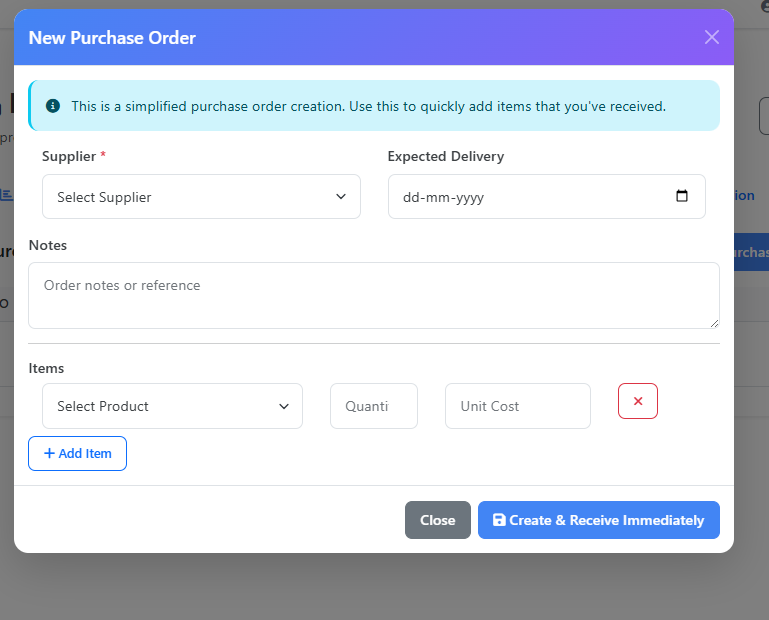 New Purchase Order
This is a simplified purchase order creation. Use this to quickly add items that you've received.
Supplier *
Expected Delivery
Select Supplier
dd-mm-yyyy
Notes
Order notes or reference
Items
Select Product
Quanti
Unit Cost
+ Add Item
Close
Create & Receive Immediately